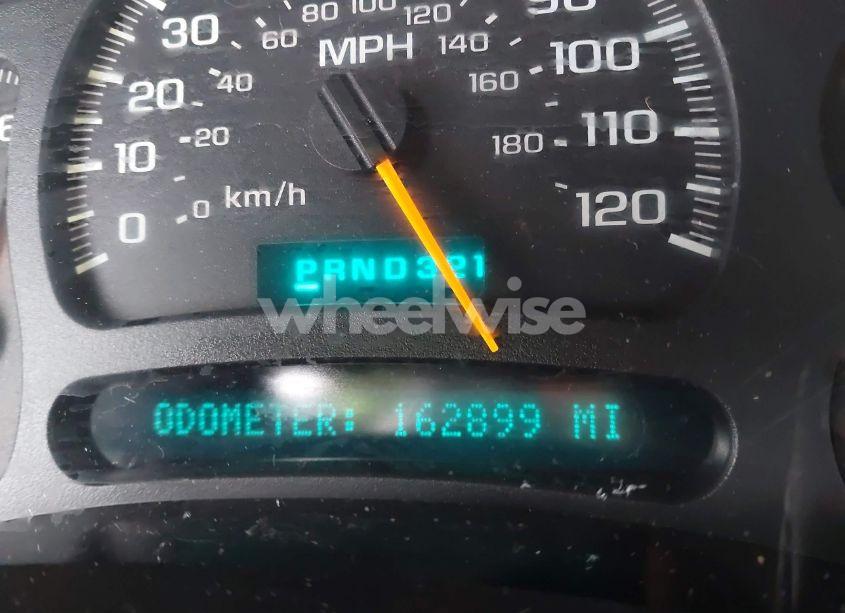 80 100 120
30 60 MPH 140 90
20 40 160 100
10 20 180 110
0 0 km/h 120
PRND321
wheelwise
ODOMETER: 162899 MI